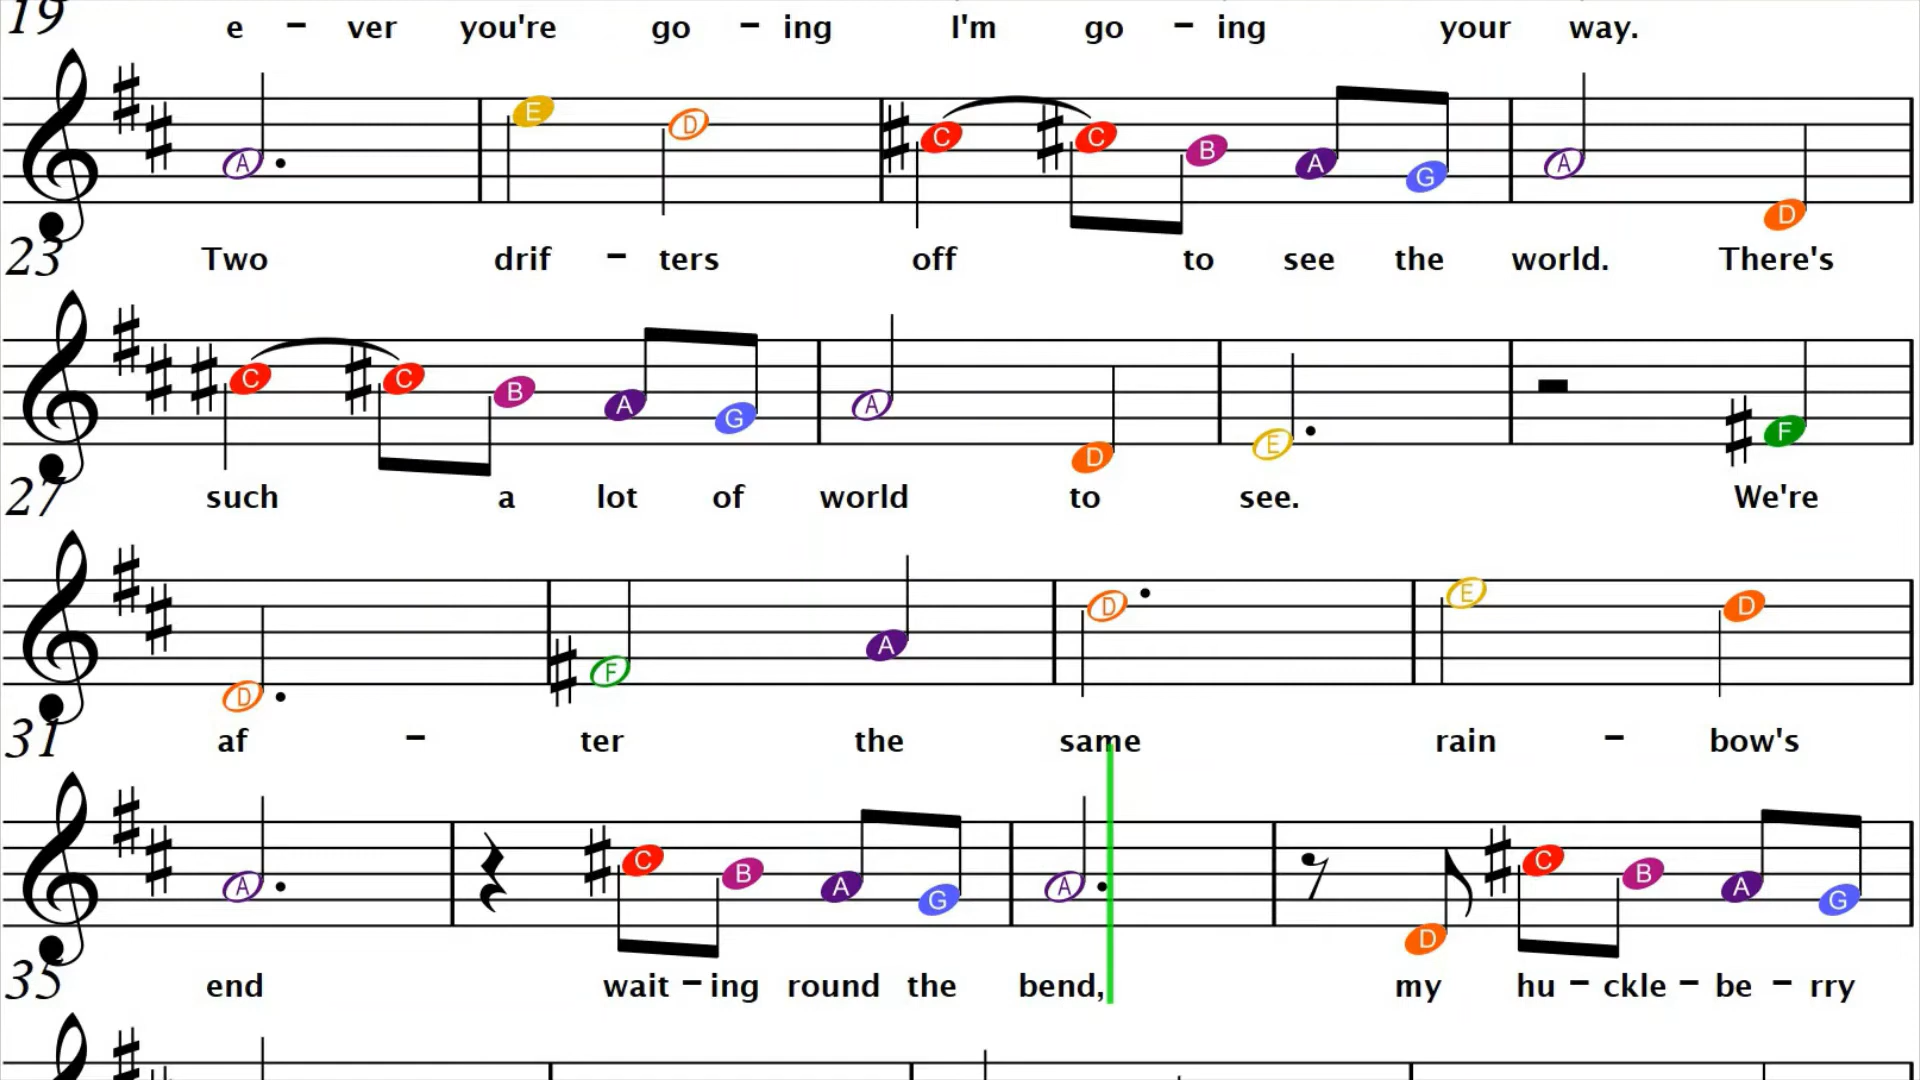 19
e - ver you're go - ing I'm go - ing your way.
A E D C C B A G A D
23
Two drif - ters off to see the world. There's
C C B A G A D E F
27
such a lot of world to see. We're
D F A D E D
31
af - ter the same rain - bow's
A C B A G A D C B A G
35
end wait - ing round the bend, my hu - ckle - be - rry